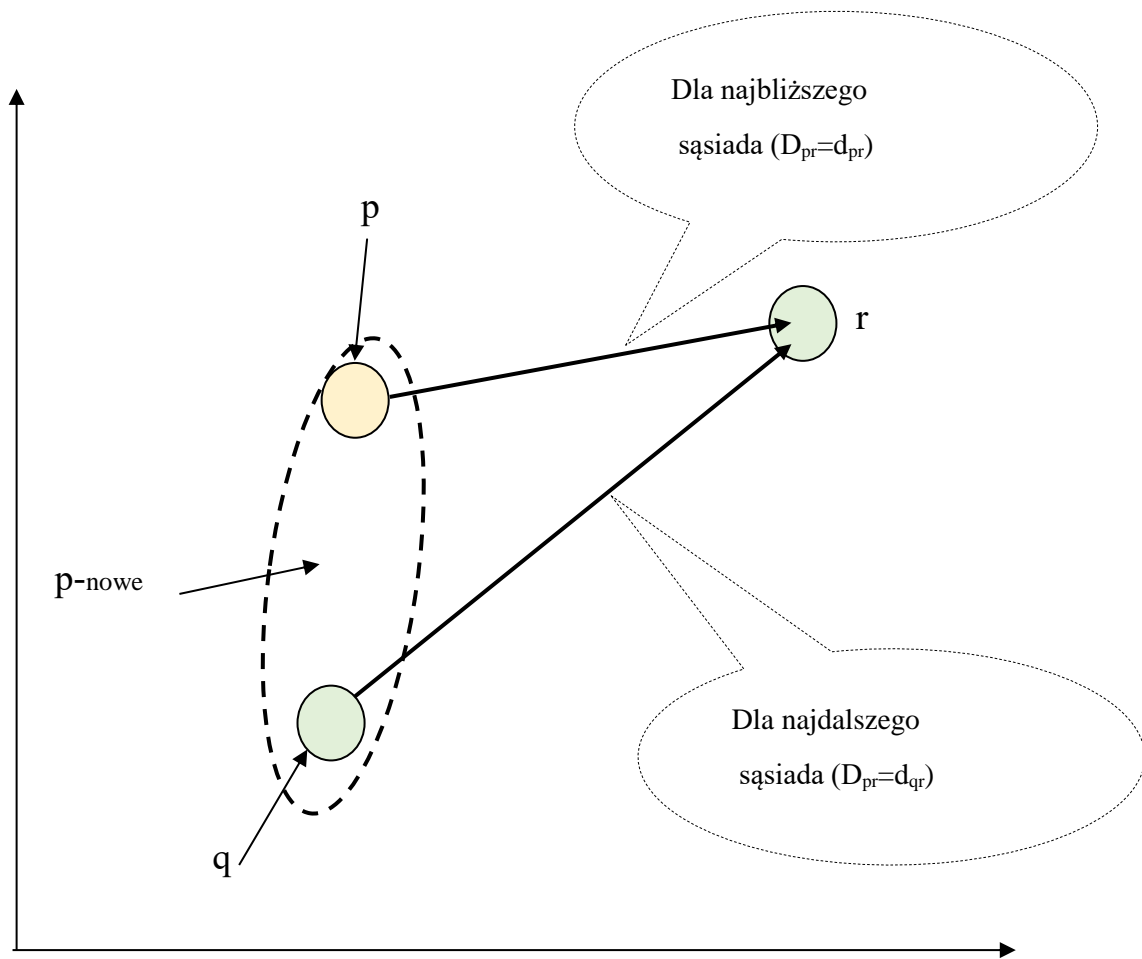 Dla najbliższego
sąsiada (Dpr=dpr)
p
r
p-nowe
Dla najdalszego
sąsiada (Dpr=dqr)
q